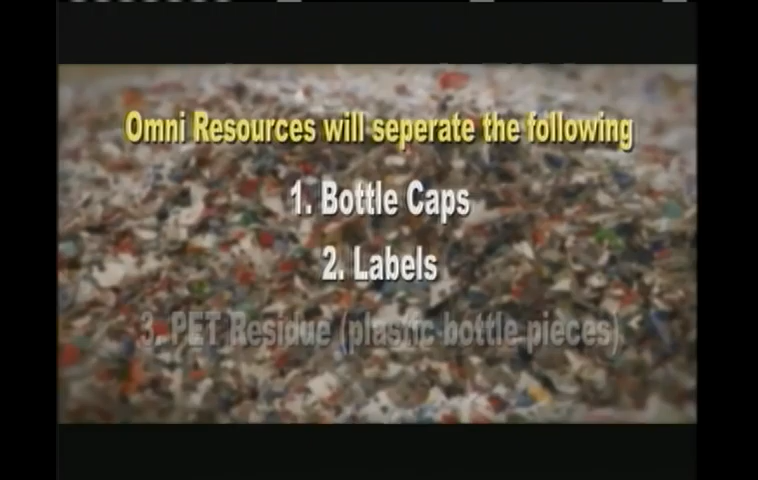 Omni Resources will seperate the following
1. Bottle Caps
2. Labels
3. PET Residue (plastic bottle pieces)